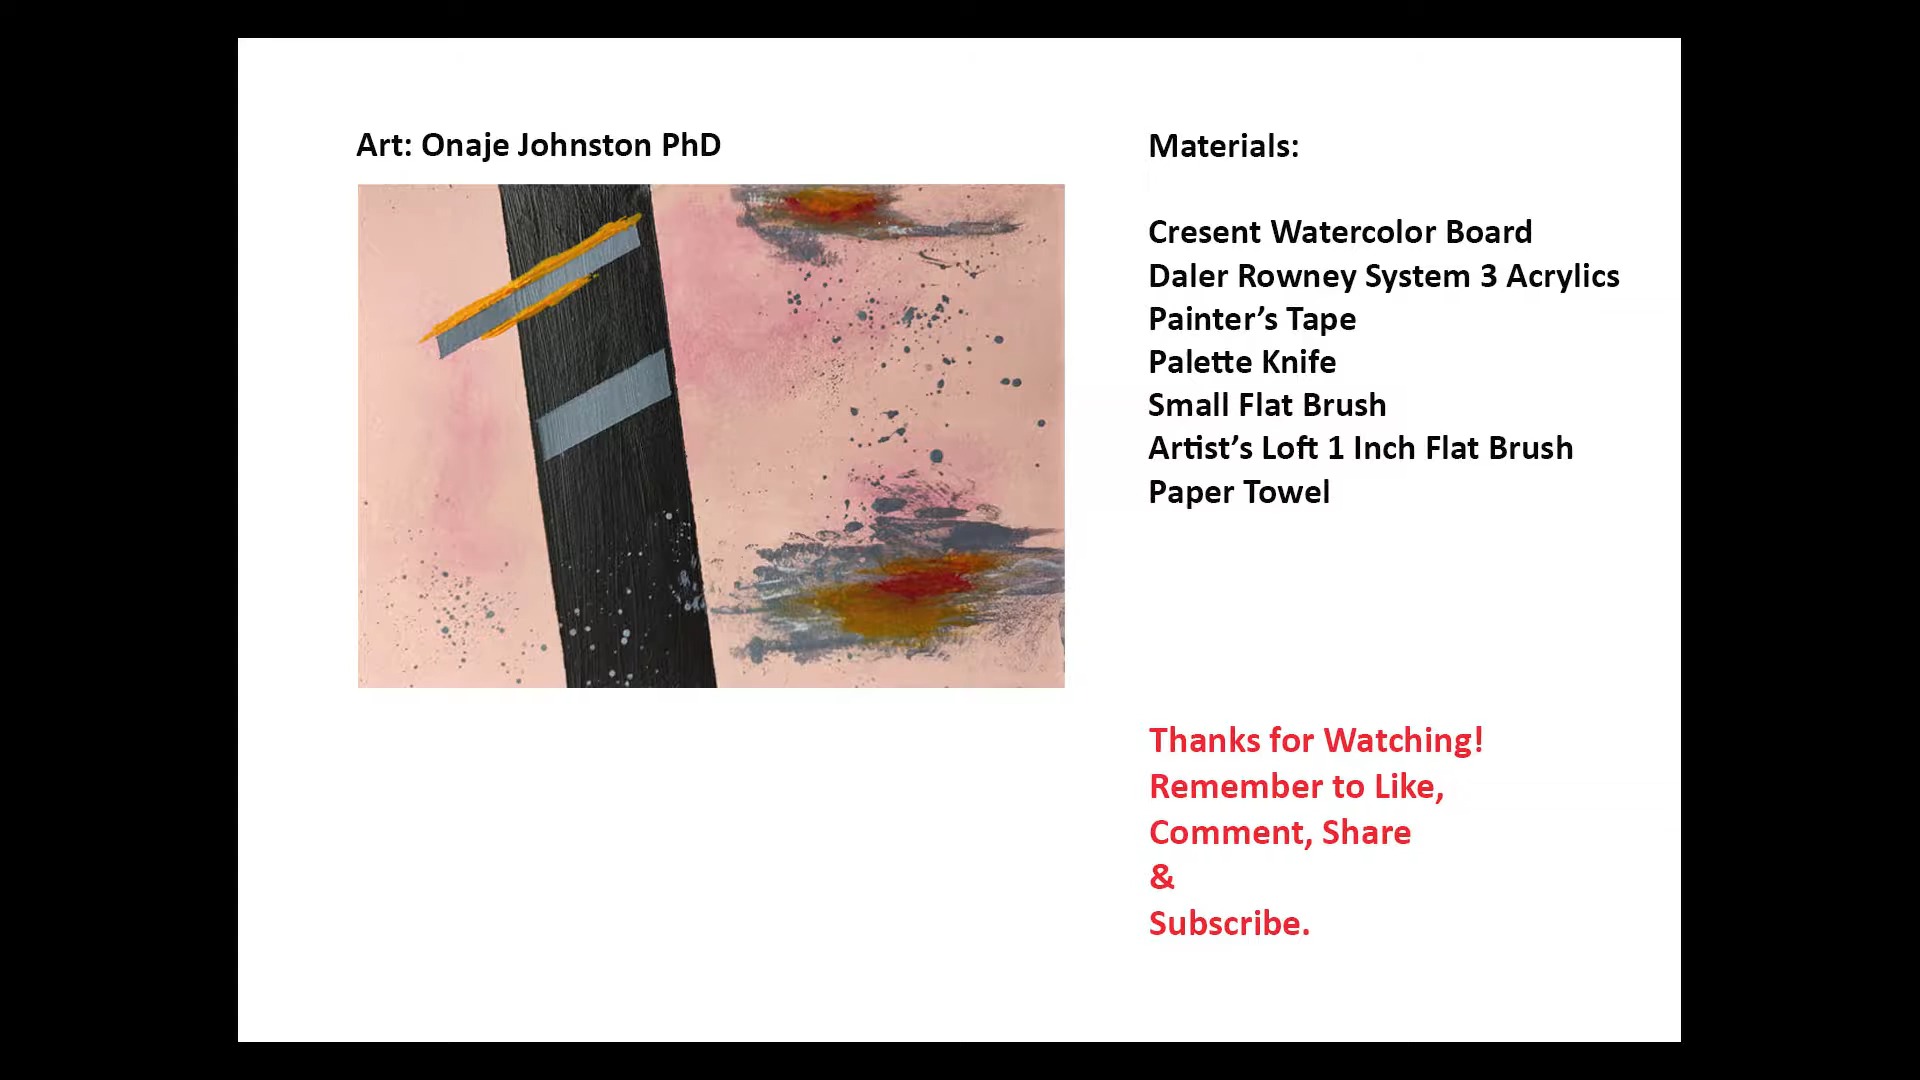 Art: Onaje Johnston PhD
Materials:
Cresent Watercolor Board
Daler Rowney System 3 Acrylics
Painter’s Tape
Palette Knife
Small Flat Brush
Artist’s Loft 1 Inch Flat Brush
Paper Towel
Thanks for Watching!
Remember to Like,
Comment, Share
&
Subscribe.